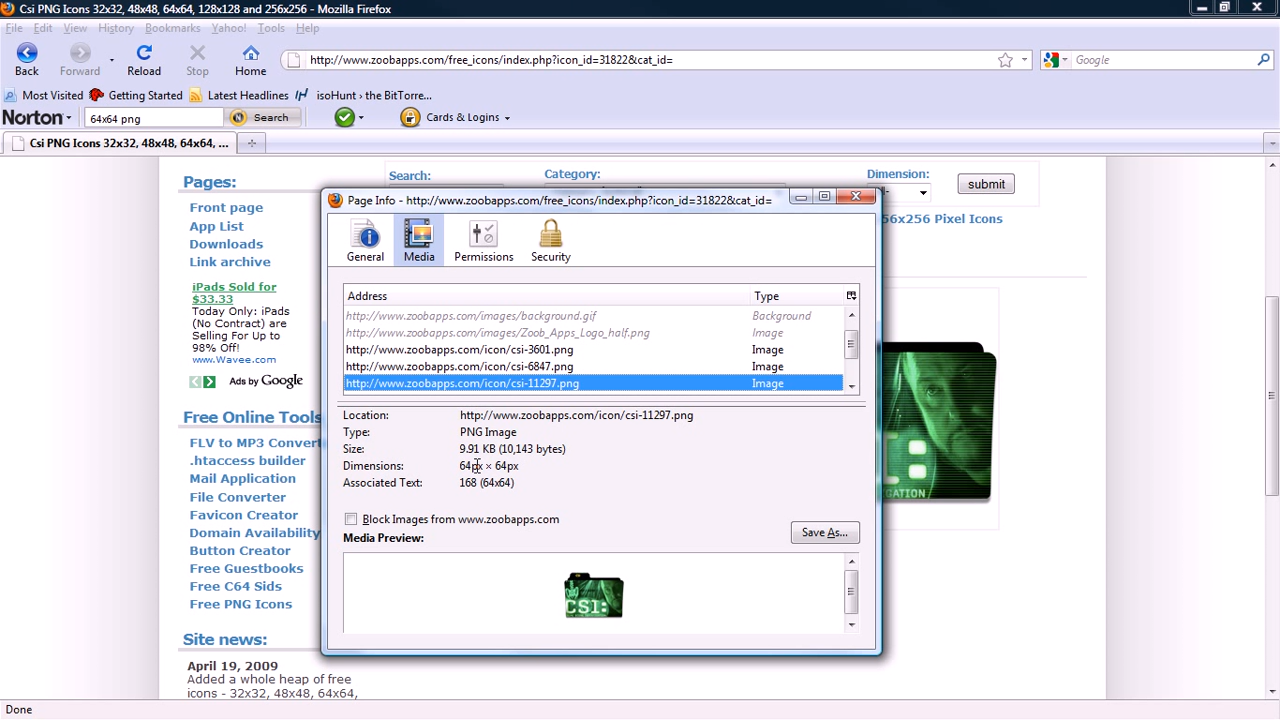 Csi PNG Icons 32x32, 48x48, 64x64, 128x128 and 256x256 - Mozilla Firefox
File Edit View History Bookmarks Yahoo! Tools Help
Back Forward Reload Stop Home
http://www.zoobapps.com/free_icons/index.php?icon_id=31822&cat_id=
Google
Most Visited Getting Started Latest Headlines isoHunt › the BitTorre...
Norton 64x64 png Search Cards & Logins
Csi PNG Icons 32x32, 48x48, 64x64, ...
Pages:
Front page
App List
Downloads
Link archive
iPads Sold for
$33.33
Today Only: iPads
(No Contract) are
Selling For Up to
98% Off!
www.Wavee.com
Ads by Google
Free Online Tools
FLV to MP3 Convert
.htaccess builder
Mail Application
File Converter
Favicon Creator
Domain Availability
Button Creator
Free Guestbooks
Free C64 Sids
Free PNG Icons
Site news:
April 19, 2009
Added a whole heap of free
icons - 32x32, 48x48, 64x64,
Search:
Category:
Dimension:
submit
56x256 Pixel Icons
Page Info - http://www.zoobapps.com/free_icons/index.php?icon_id=31822&cat_id=
General Media Permissions Security
Address Type
http://www.zoobapps.com/images/background.gif Background
http://www.zoobapps.com/images/Zoob_Apps_Logo_half.png Image
http://www.zoobapps.com/icon/csi-3601.png Image
http://www.zoobapps.com/icon/csi-6847.png Image
http://www.zoobapps.com/icon/csi-11297.png Image
Location: http://www.zoobapps.com/icon/csi-11297.png
Type: PNG Image
Size: 9.91 KB (10,143 bytes)
Dimensions: 64px × 64px
Associated Text: 168 (64x64)
Block Images from www.zoobapps.com
Save As...
Media Preview:
CSI:
I:
GATION
Done